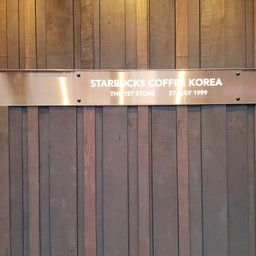 STARBUCKS COFFEE KOREA
THE 1ST STORE 27 JULY 1999